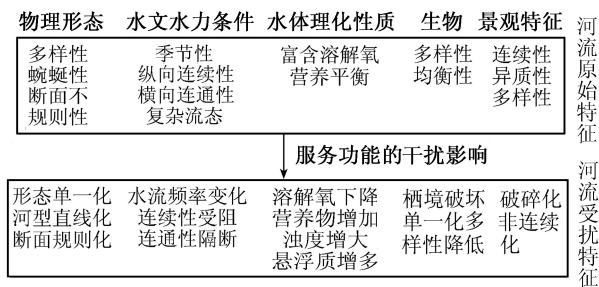 物理形态 水文水力条件 水体理化性质 生物 景观特征
多样性 季节性 富含溶解氧 多样性 连续性
蜿蜒性 纵向连续性 营养平衡 均衡性 异质性
断面不 横向连通性 多样性
规则性 复杂流态
河流原始特征
服务功能的干扰影响
形态单一化 水流频率变化 溶解氧下降 栖境破坏 破碎化
河型直线化 连续性受阻 营养物增加 单一化多 非连续
断面规则化 连通性隔断 浊度增大 样性降低 化
悬浮质增多
河流受扰特征